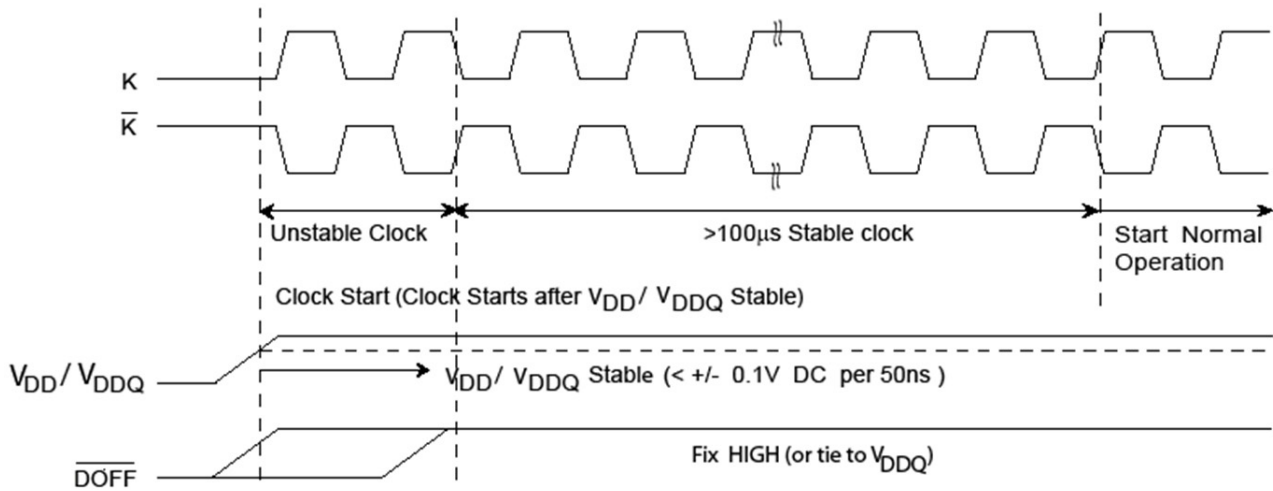 K
K̅
Unstable Clock
>100μs Stable clock
Start Normal
Operation
Clock Start (Clock Starts after VDD/ VDDQ Stable)
VDD/ VDDQ
VDD/ VDDQ Stable (< +/- 0.1V DC per 50ns )
D̅O̅F̅F̅
Fix HIGH (or tie to VDDQ)